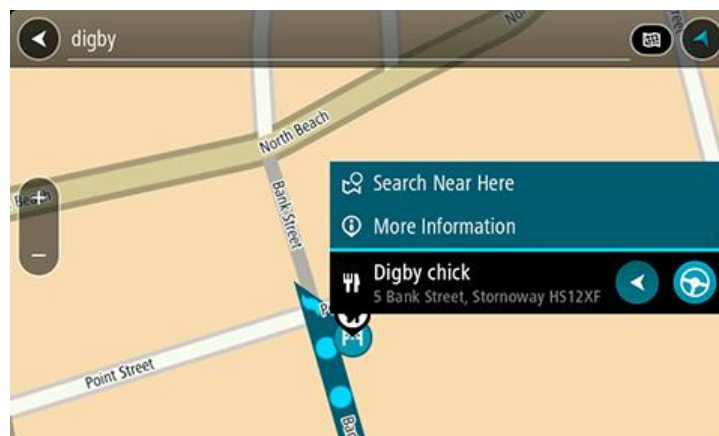 digby
North Beach
Search Near Here
Bank Street
More Information
Digby chick
5 Bank Street, Stornoway HS12XF
Point Street